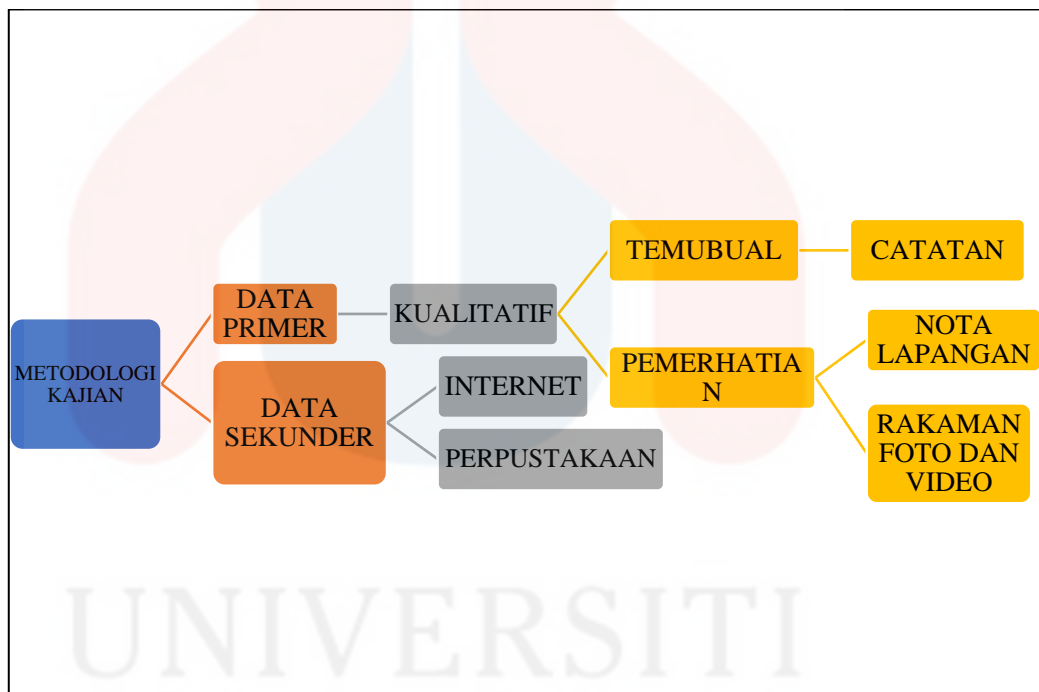 METODOLOGI
KAJIAN
DATA
PRIMER
DATA
SEKUNDER
KUALITATIF
INTERNET
PERPUSTAKAAN
TEMUBUAL
PEMERHATIA
N
CATATAN
NOTA
LAPANGAN
RAKAMAN
FOTO DAN
VIDEO
UNIVERSITI